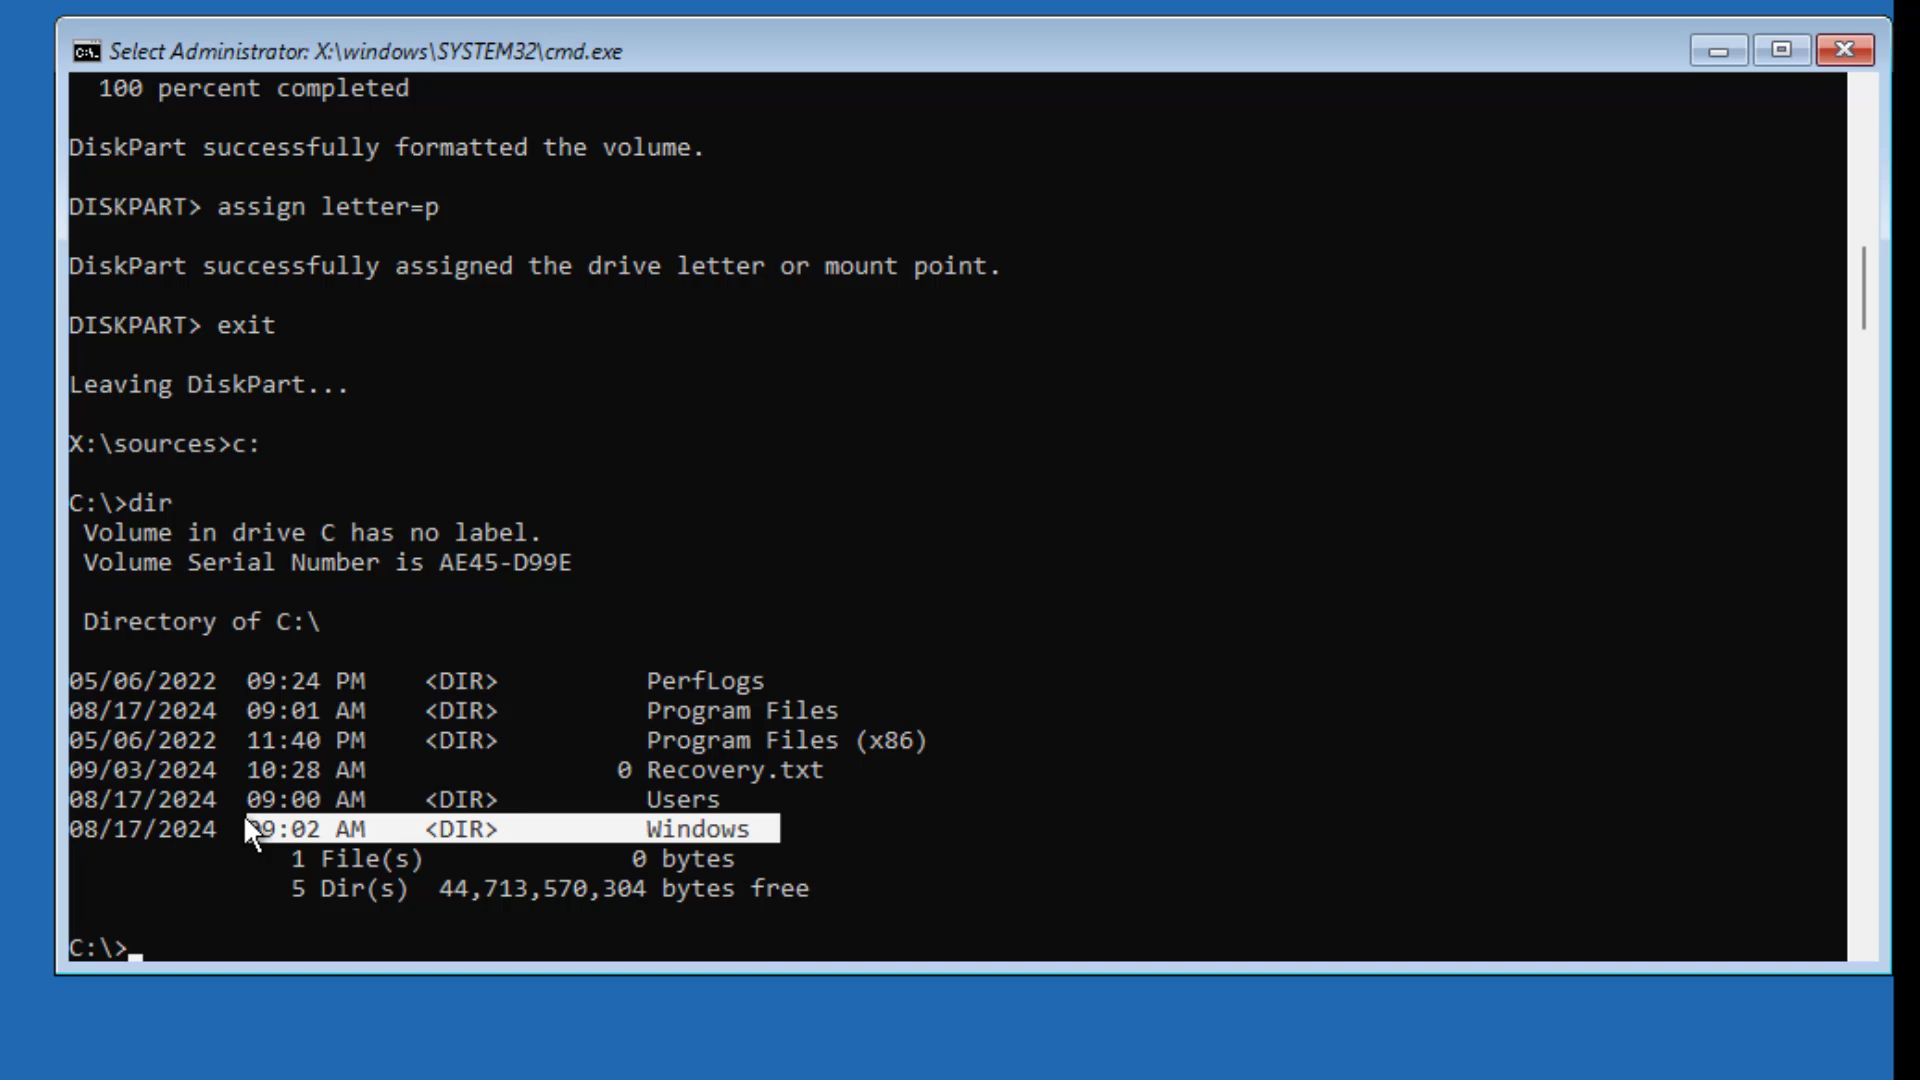 Select Administrator: X:\windows\SYSTEM32\cmd.exe
100 percent completed
DiskPart successfully formatted the volume.
DISKPART> assign letter=p
DiskPart successfully assigned the drive letter or mount point.
DISKPART> exit
Leaving DiskPart...
X:\sources>c:
C:\>dir
Volume in drive C has no label.
Volume Serial Number is AE45-D99E
Directory of C:\
05/06/2022 09:24 PM <DIR> PerfLogs
08/17/2024 09:01 AM <DIR> Program Files
05/06/2022 11:40 PM <DIR> Program Files (x86)
09/03/2024 10:28 AM 0 Recovery.txt
08/17/2024 09:00 AM <DIR> Users
08/17/2024 09:02 AM <DIR> Windows
1 File(s) 0 bytes
5 Dir(s) 44,713,570,304 bytes free
C:\>